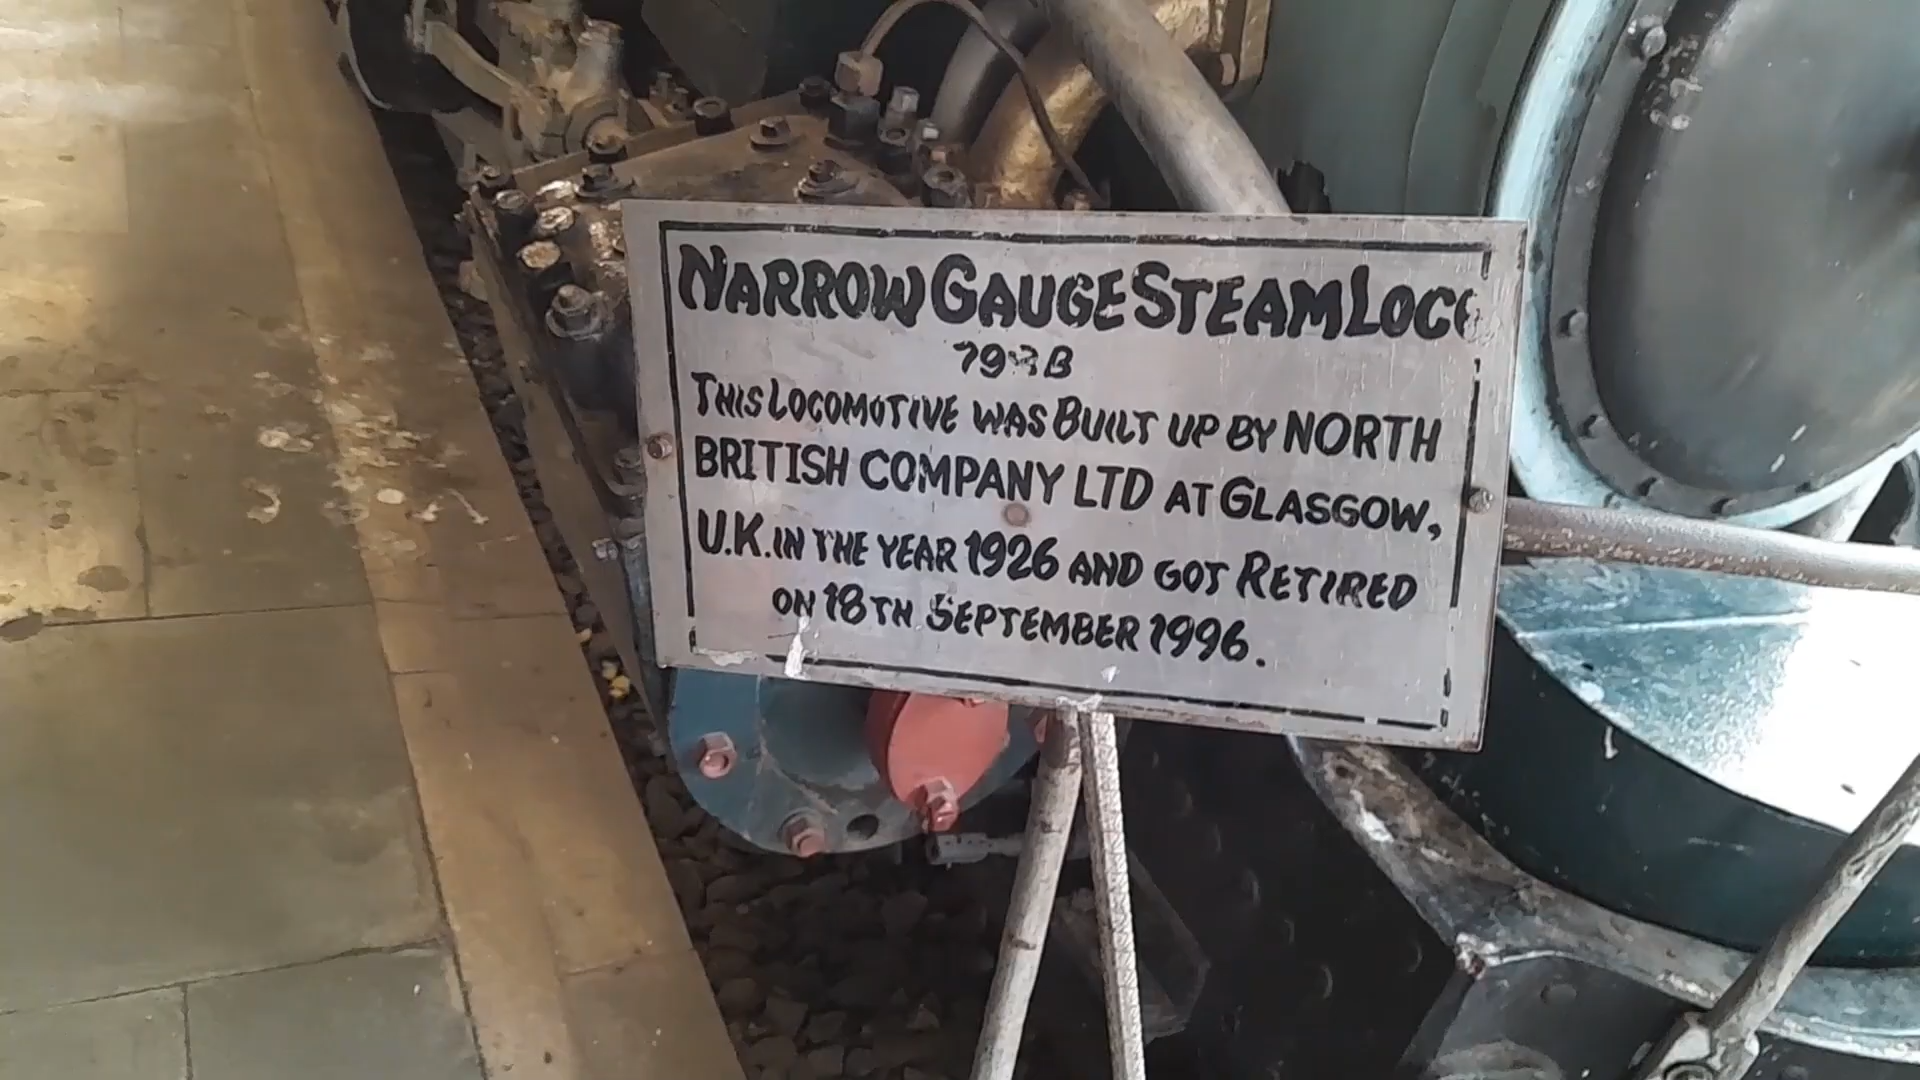 NARROW GAUGE STEAM LOCO
THIS LOCOMOTIVE WAS BUILT UP BY NORTH
BRITISH COMPANY LTD AT GLASGOW,
U.K. IN THE YEAR 1926 AND GOT RETIRED
ON 18TH SEPTEMBER 1996.